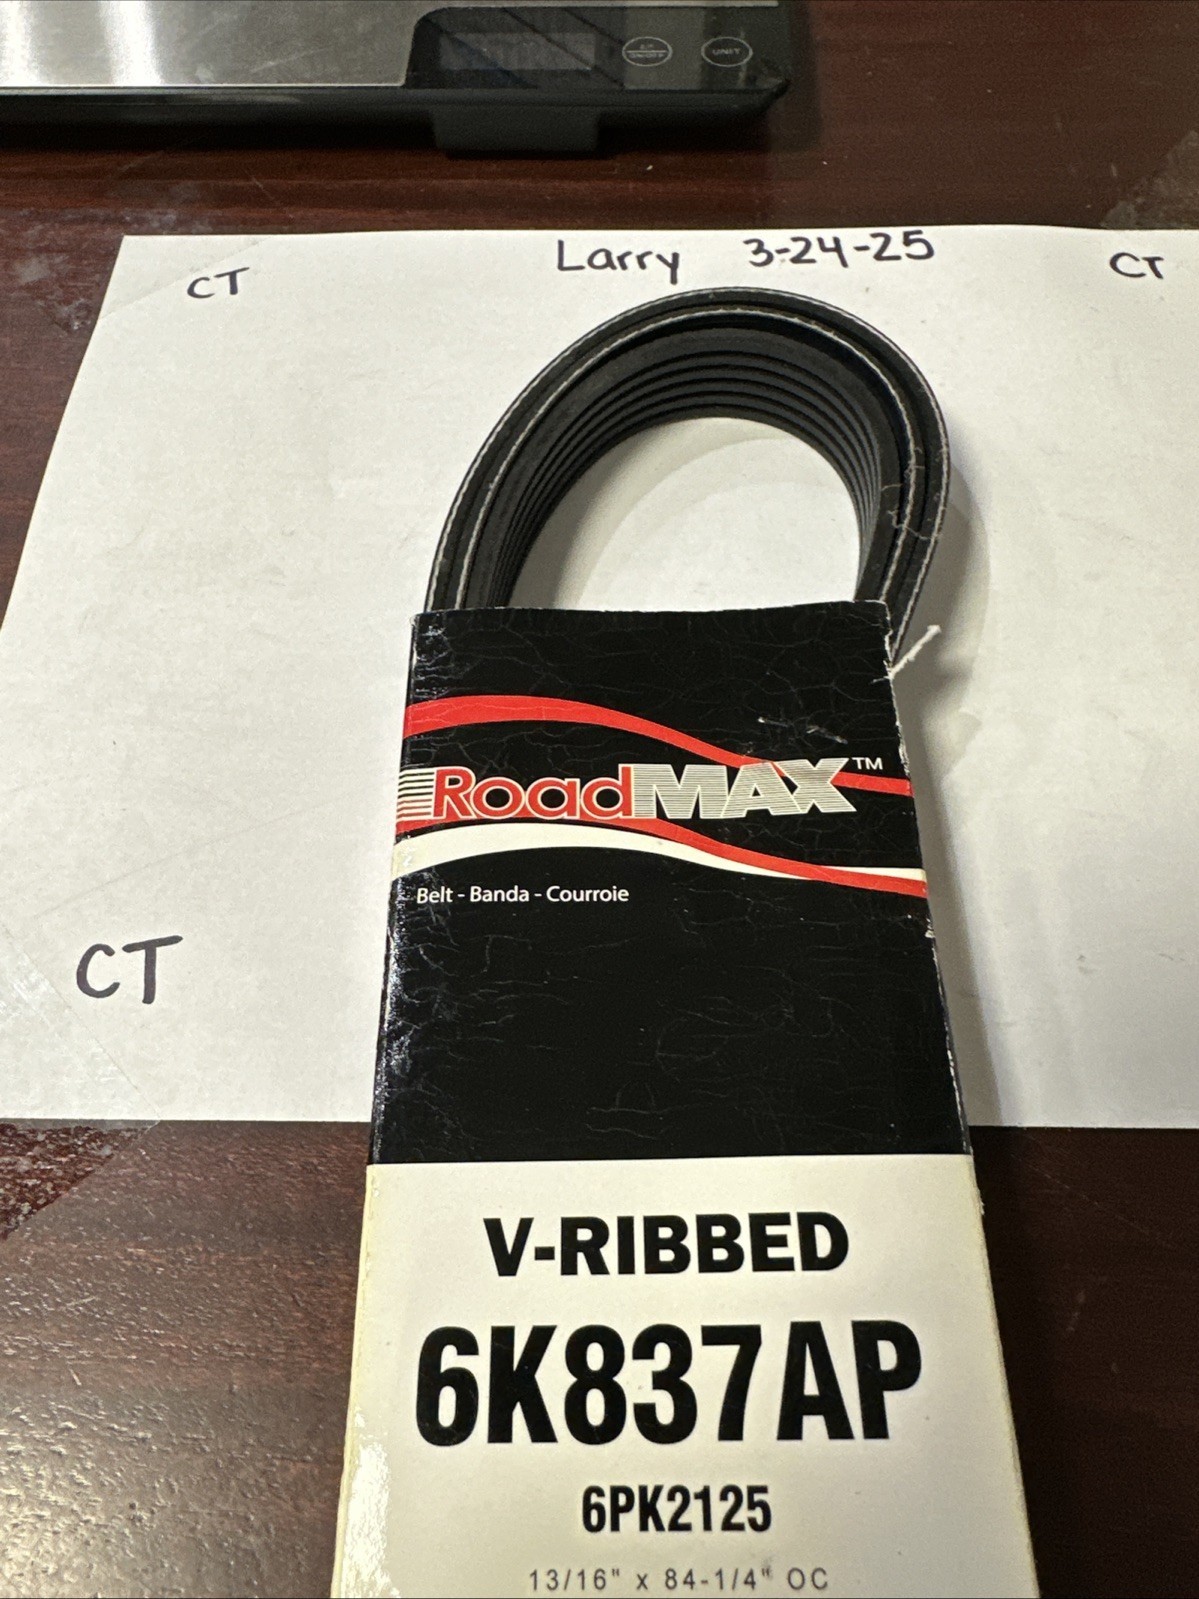 UNIT
Larry 3-24-25
CT
CT
RoadMAX™
Belt - Banda - Courroie
CT
V-RIBBED
6K837AP
6PK2125
13/16" x 84-1/4" OC